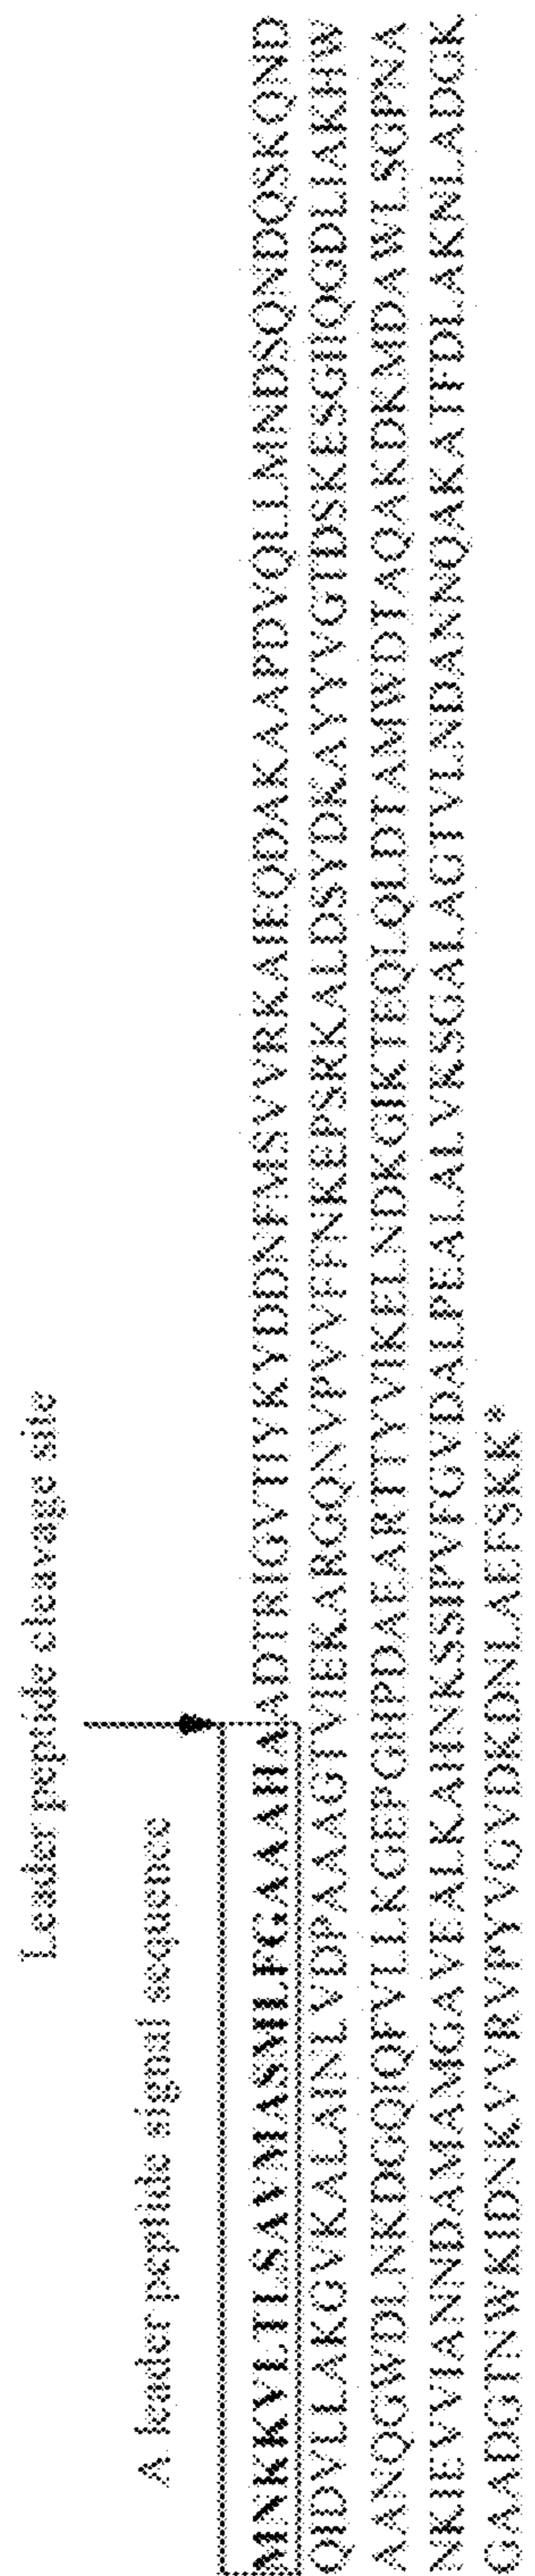 Leader peptide cleavage site
A leader peptide signal sequence
MNKKVLTLSAVMASMLFGAAAHAADTRIGVTIYKYDDNFMSVVRKAIEQDAKAAPDVQLLMNDSQNDQSKQND
QIDVLLAKGVKALAINLVDPAAAGTVIEKARGQNVPVVFFNKEPSRKALDSYDKAYYVGTDSKESGIIQGDLIAKHW
AANQGWDLNKDGQIQFVLLKGEPGHPDAEARTTYVIKELNDKGIKTEQLQLDTAMWDTAQAKDKMDAWLSGPNA
NKIEVVIANNDAMAMGAVEALKAHNKSSIPVFGVDALPEALALVKSGALAGTVLNDANNQAKATFDLAKNLADGK
GAADGTNWKIDNKVVRVPYVGVDKDNLAEFSKK*